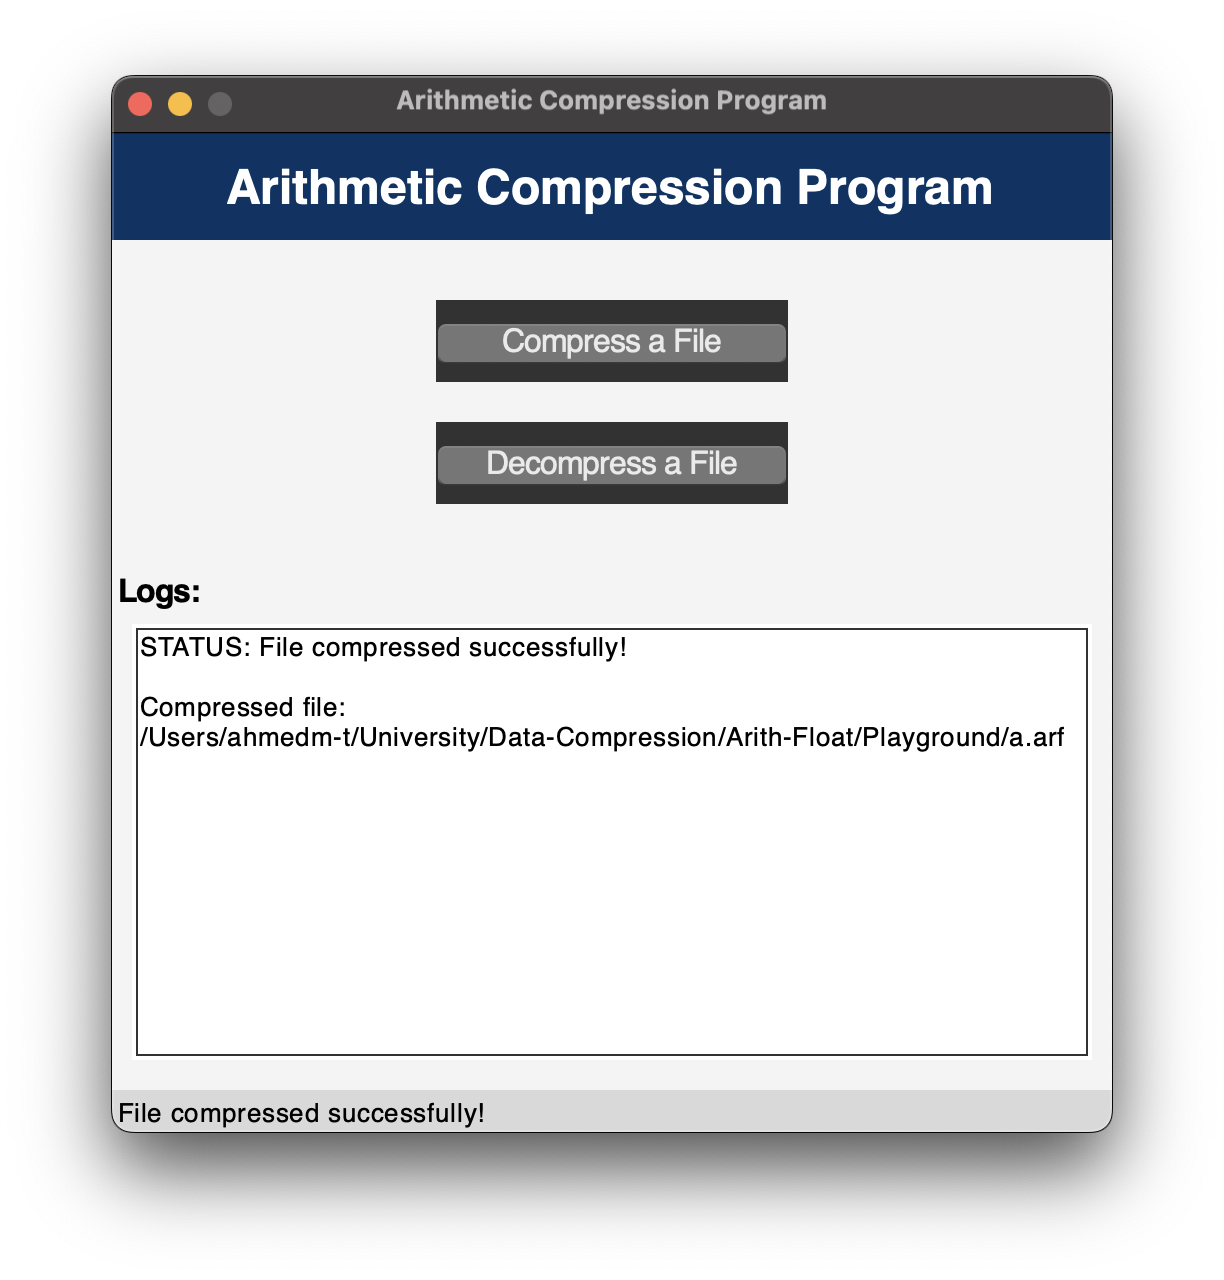 Arithmetic Compression Program
Arithmetic Compression Program
Compress a File
Decompress a File
Logs:
STATUS: File compressed successfully!
Compressed file:
/Users/ahmedm-t/University/Data-Compression/Arith-Float/Playground/a.arf
File compressed successfully!